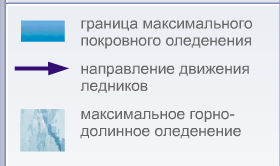 граница максимального
покровного оледенения
направление движения
ледников
максимальное горно-
долинное оледенение